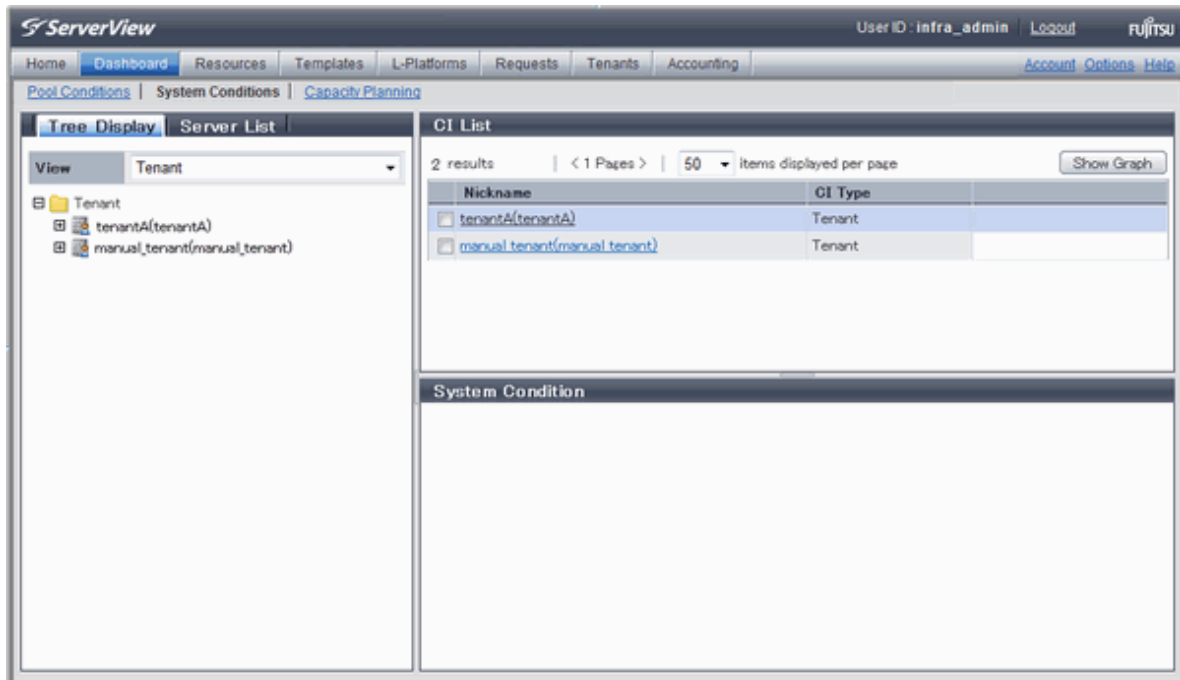 ServerView
User ID : infra_admin Logout FUJITSU
Home Dashboard Resources Templates L-Platforms Requests Tenants Accounting Account Options Help
Pool Conditions | System Conditions | Capacity Planning
Tree Display Server List
View Tenant
Tenant
tenantA(tenantA)
manual_tenant(manual_tenant)
CI List
2 results | < 1 Pages > | 50 items displayed per page Show Graph
Nickname CI Type
tenantA(tenantA) Tenant
manual_tenant(manual_tenant) Tenant
System Condition